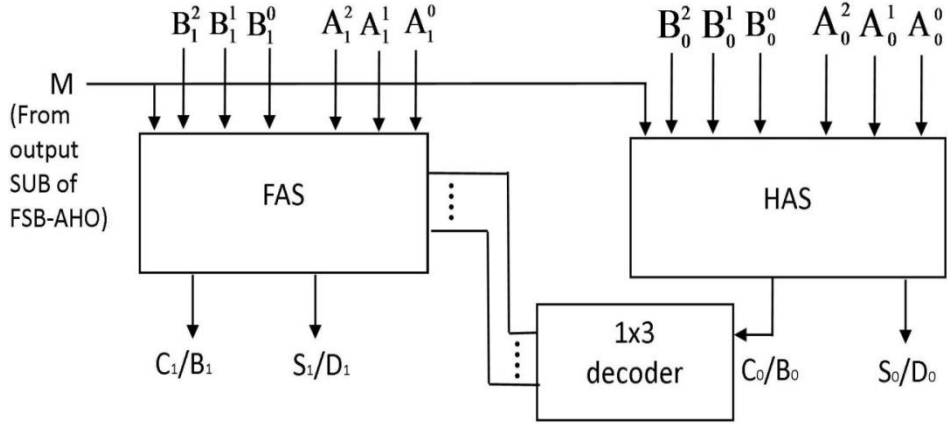 B₁² B₁¹ B₁⁰ A₁² A₁¹ A₁⁰
B₀² B₀¹ B₀⁰ A₀² A₀¹ A₀⁰
M
(From
output
SUB of
FSB-AHO)
FAS
HAS
1x3
decoder
C₁/B₁
S₁/D₁
C₀/B₀
S₀/D₀